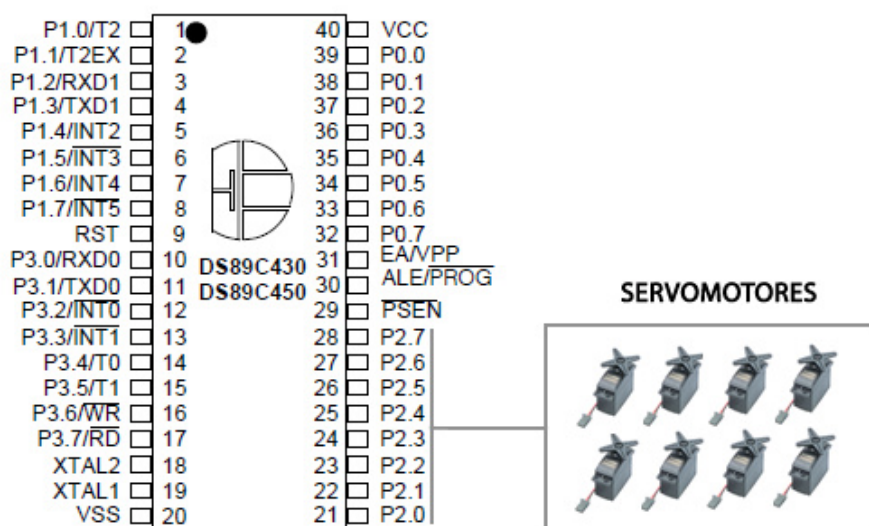 P1.0/T2 1 40 VCC
P1.1/T2EX 2 39 P0.0
P1.2/RXD1 3 38 P0.1
P1.3/TXD1 4 37 P0.2
P1.4/INT2 5 36 P0.3
P1.5/INT3 6 35 P0.4
P1.6/INT4 7 34 P0.5
P1.7/INT5 8 33 P0.6
RST 9 32 P0.7
P3.0/RXD0 10 DS89C430 31 EA/VPP
P3.1/TXD0 11 DS89C450 30 ALE/PROG
P3.2/INT0 12 29 PSEN
P3.3/INT1 13 28 P2.7
P3.4/T0 14 27 P2.6
P3.5/T1 15 26 P2.5
P3.6/WR 16 25 P2.4
P3.7/RD 17 24 P2.3
XTAL2 18 23 P2.2
XTAL1 19 22 P2.1
VSS 20 21 P2.0
SERVOMOTORES